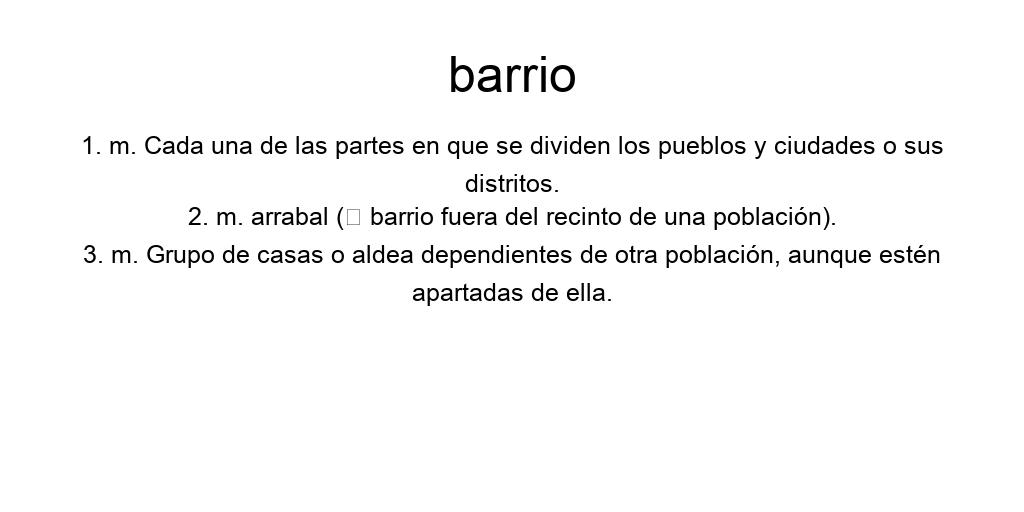 barrio
1. m. Cada una de las partes en que se dividen los pueblos y ciudades o sus
distritos.
2. m. arrabal (□ barrio fuera del recinto de una población).
3. m. Grupo de casas o aldea dependientes de otra población, aunque estén
apartadas de ella.